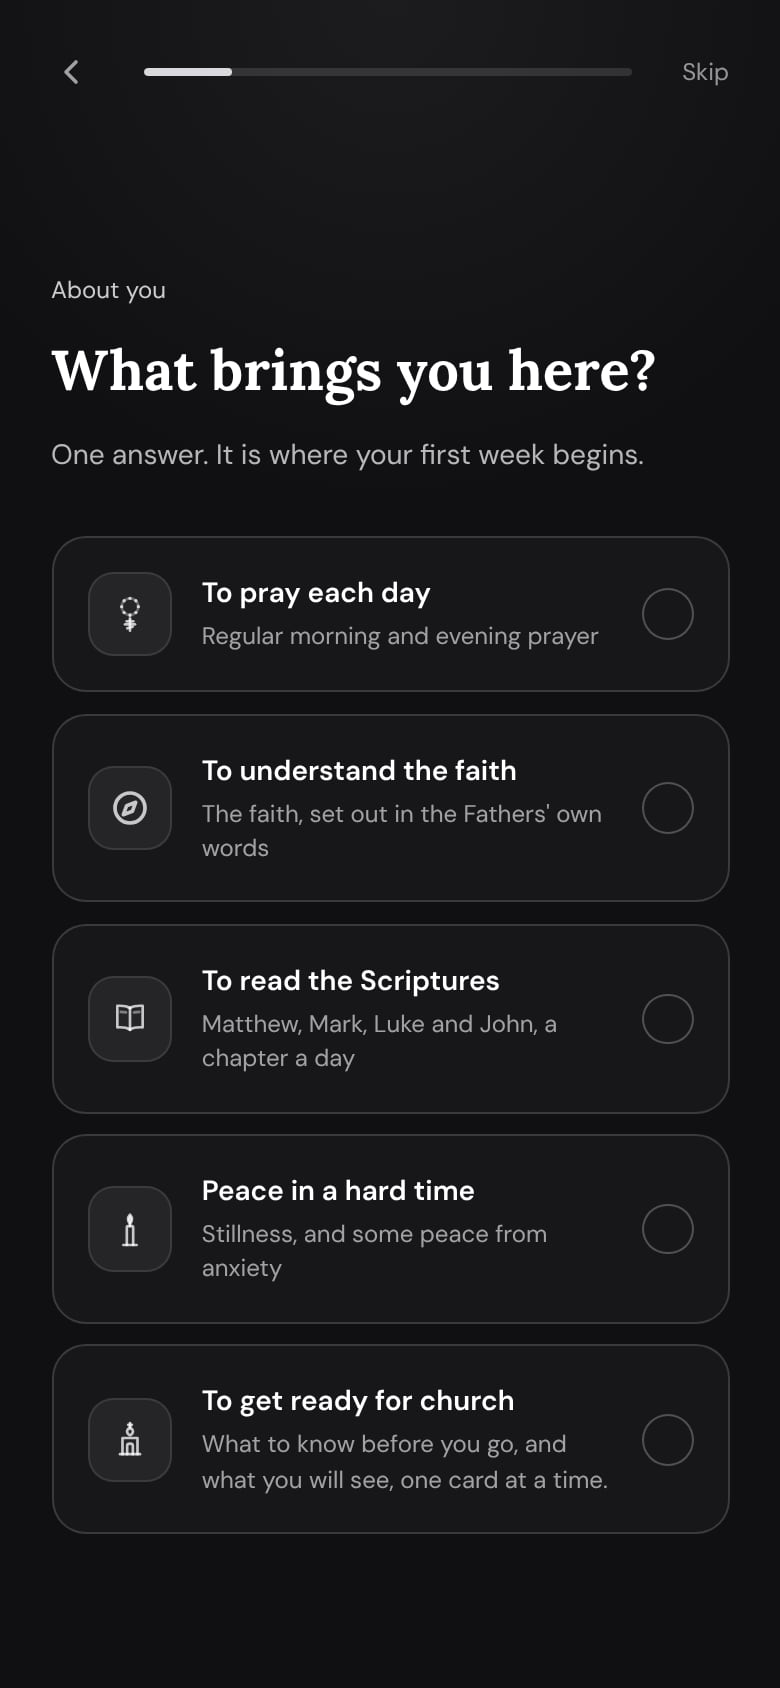 Skip
About you
What brings you here?
One answer. It is where your first week begins.
To pray each day
Regular morning and evening prayer
To understand the faith
The faith, set out in the Fathers' own
words
To read the Scriptures
Matthew, Mark, Luke and John, a
chapter a day
Peace in a hard time
Stillness, and some peace from
anxiety
To get ready for church
What to know before you go, and
what you will see, one card at a time.